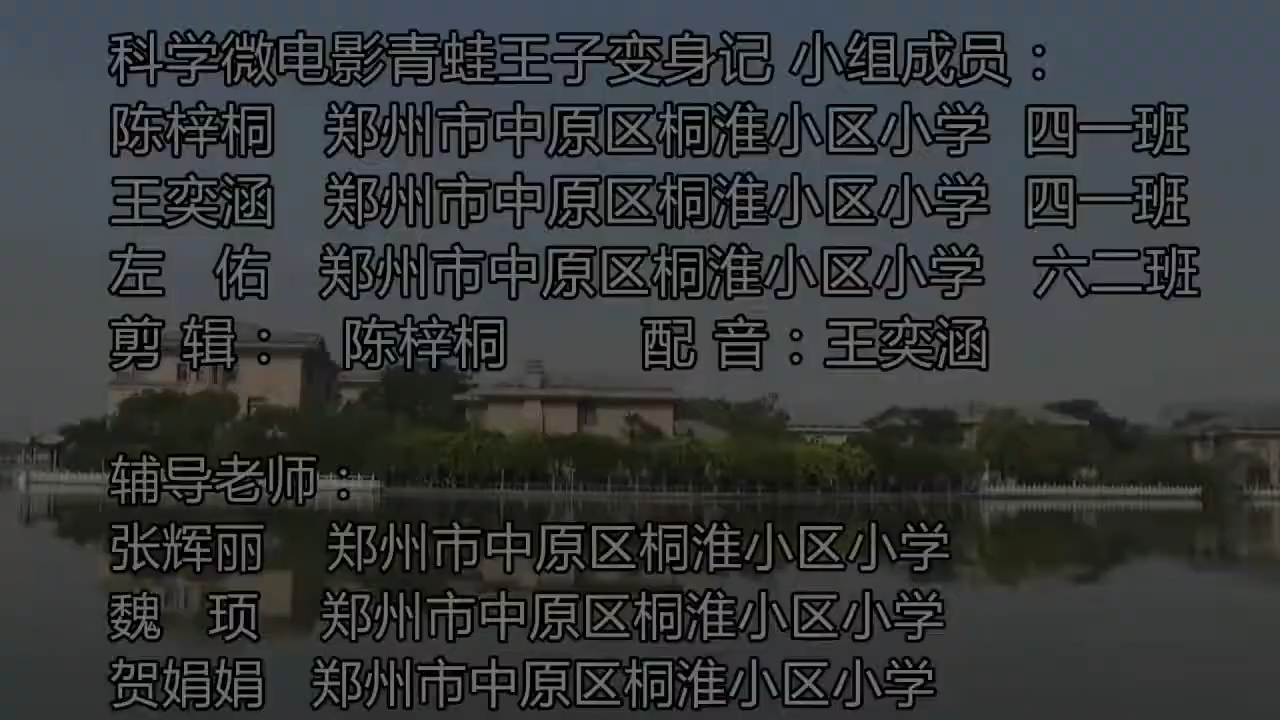 科学微电影青蛙王子变身记 小组成员：
陈梓桐 郑州市中原区桐淮小区小学 四一班
王奕涵 郑州市中原区桐淮小区小学 四一班
左 佑 郑州市中原区桐淮小区小学 六二班
剪 辑： 陈梓桐 配 音：王奕涵
辅导老师：
张辉丽 郑州市中原区桐淮小区小学
魏 顼 郑州市中原区桐淮小区小学
贺娟娟 郑州市中原区桐淮小区小学